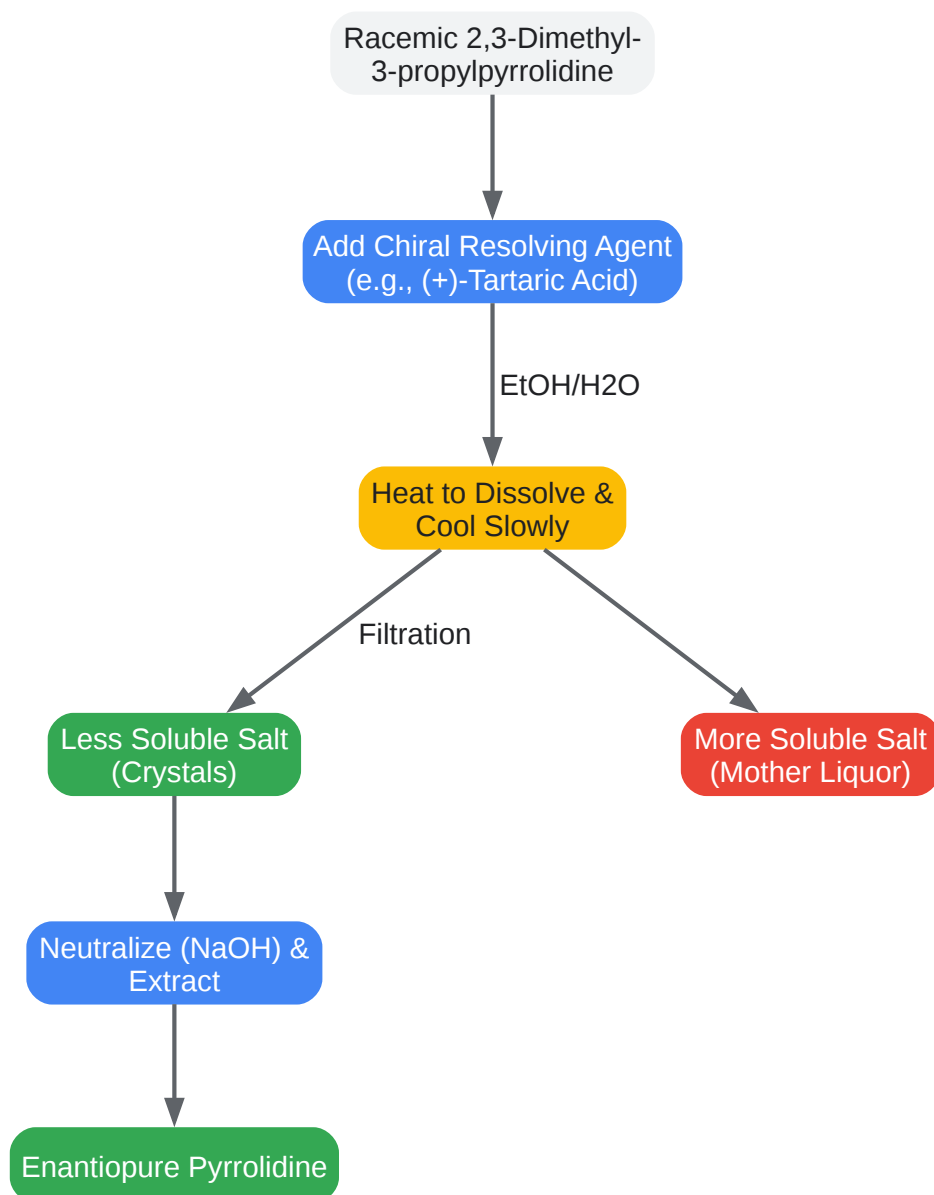 Racemic 2,3-Dimethyl-
3-propylpyrrolidine
Add Chiral Resolving Agent
(e.g., (+)-Tartaric Acid)
EtOH/H2O
Heat to Dissolve &
Cool Slowly
Filtration
Less Soluble Salt
(Crystals)
More Soluble Salt
(Mother Liquor)
Neutralize (NaOH) &
Extract
Enantiopure Pyrrolidine